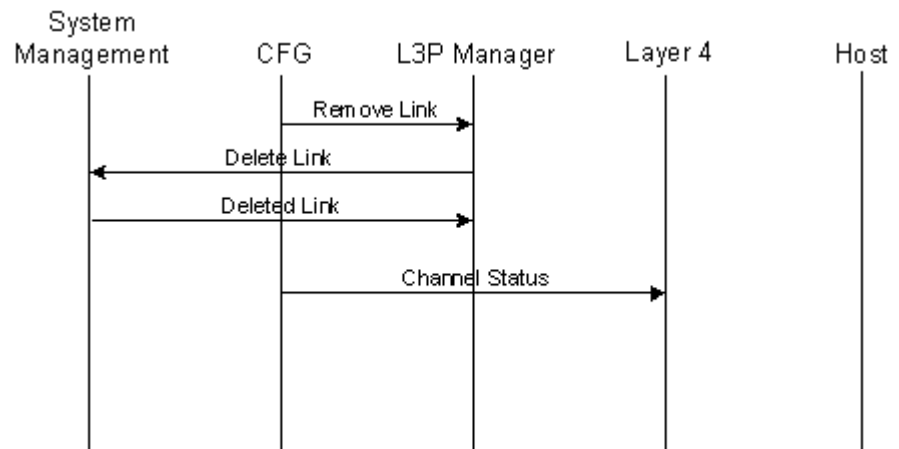 System
Management
CFG
L3P Manager
Layer 4
Host
Remove Link
Delete Link
Deleted Link
Channel Status